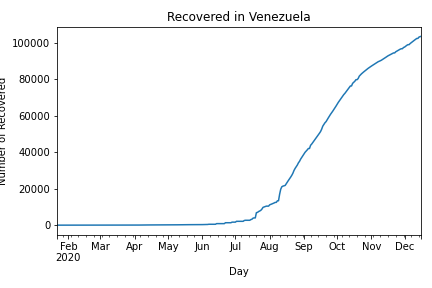 Recovered in Venezuela
Number of Recovered
100000
80000
60000
40000
20000
0
Feb Mar Apr May Jun Jul Aug Sep Oct Nov Dec
2020
Day